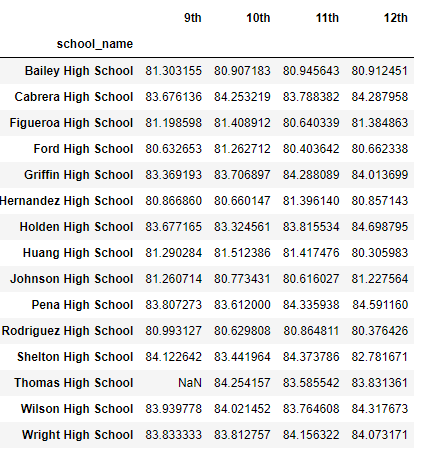 9th 10th 11th 12th
school_name
Bailey High School 81.303155 80.907183 80.945643 80.912451
Cabrera High School 83.676136 84.253219 83.788382 84.287958
Figueroa High School 81.198598 81.408912 80.640339 81.384863
Ford High School 80.632653 81.262712 80.403642 80.662338
Griffin High School 83.369193 83.706897 84.288089 84.013699
Hernandez High School 80.866860 80.660147 81.396140 80.857143
Holden High School 83.677165 83.324561 83.815534 84.698795
Huang High School 81.290284 81.512386 81.417476 80.305983
Johnson High School 81.260714 80.773431 80.616027 81.227564
Pena High School 83.807273 83.612000 84.335938 84.591160
Rodriguez High School 80.993127 80.629808 80.864811 80.376426
Shelton High School 84.122642 83.441964 84.373786 82.781671
Thomas High School NaN 84.254157 83.585542 83.831361
Wilson High School 83.939778 84.021452 83.764608 84.317673
Wright High School 83.833333 83.812757 84.156322 84.073171